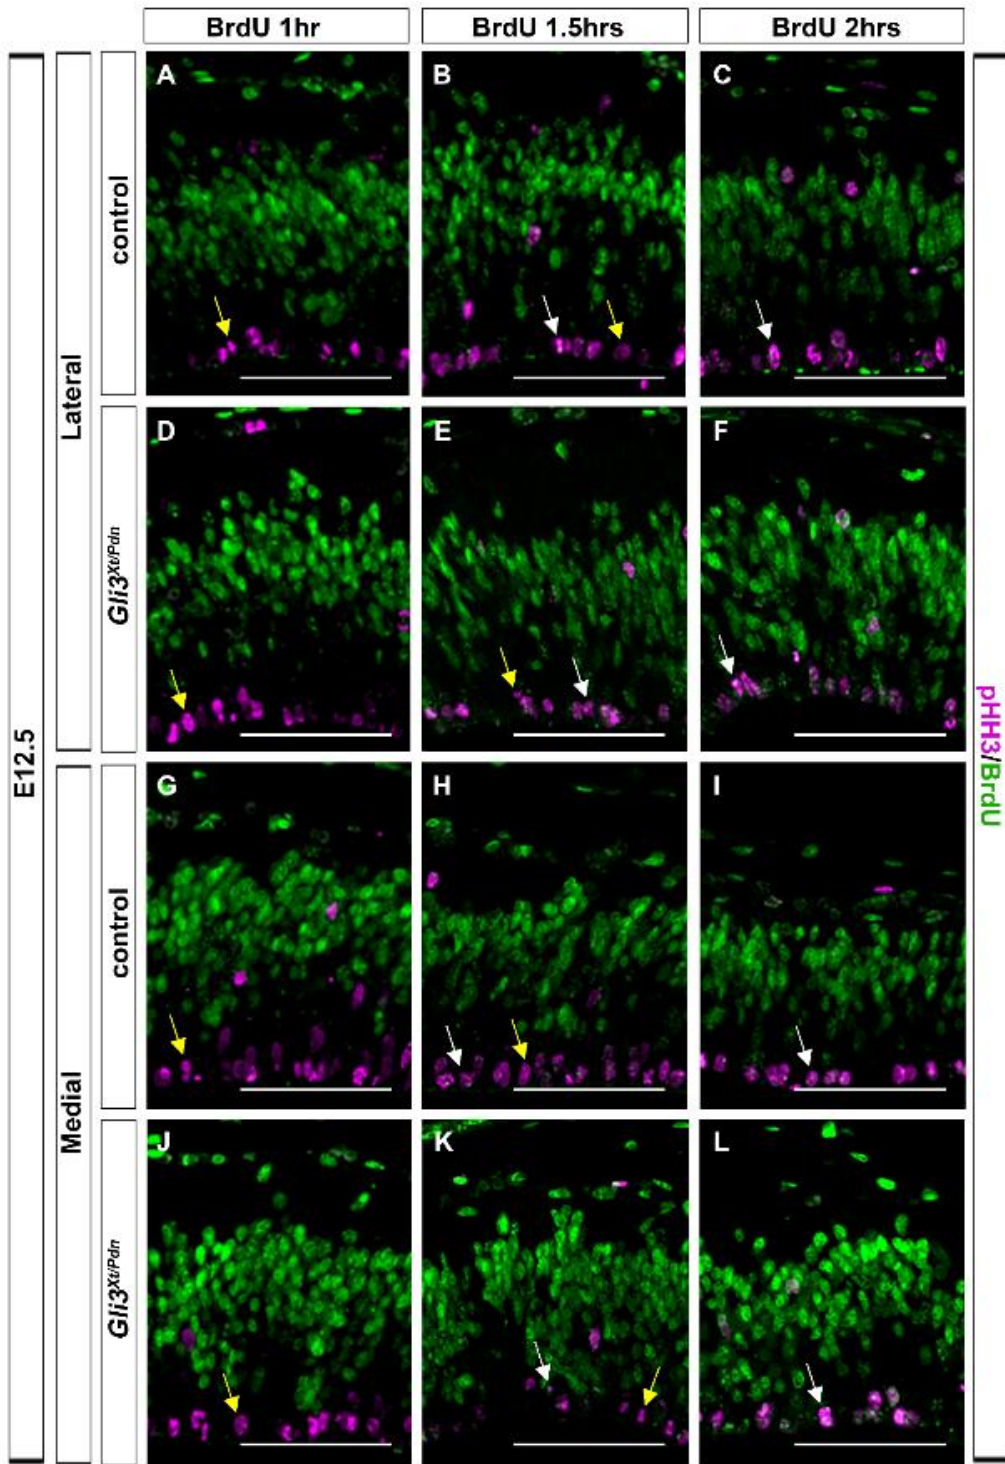 BrdU 1hr BrdU 1.5hrs BrdU 2hrs
E12.5
Lateral
control
A B C
Gli3Xt/Pdn
D E F
Medial
control
G H I
Gli3Xt/Pdn
J K L
pHH3/BrdU